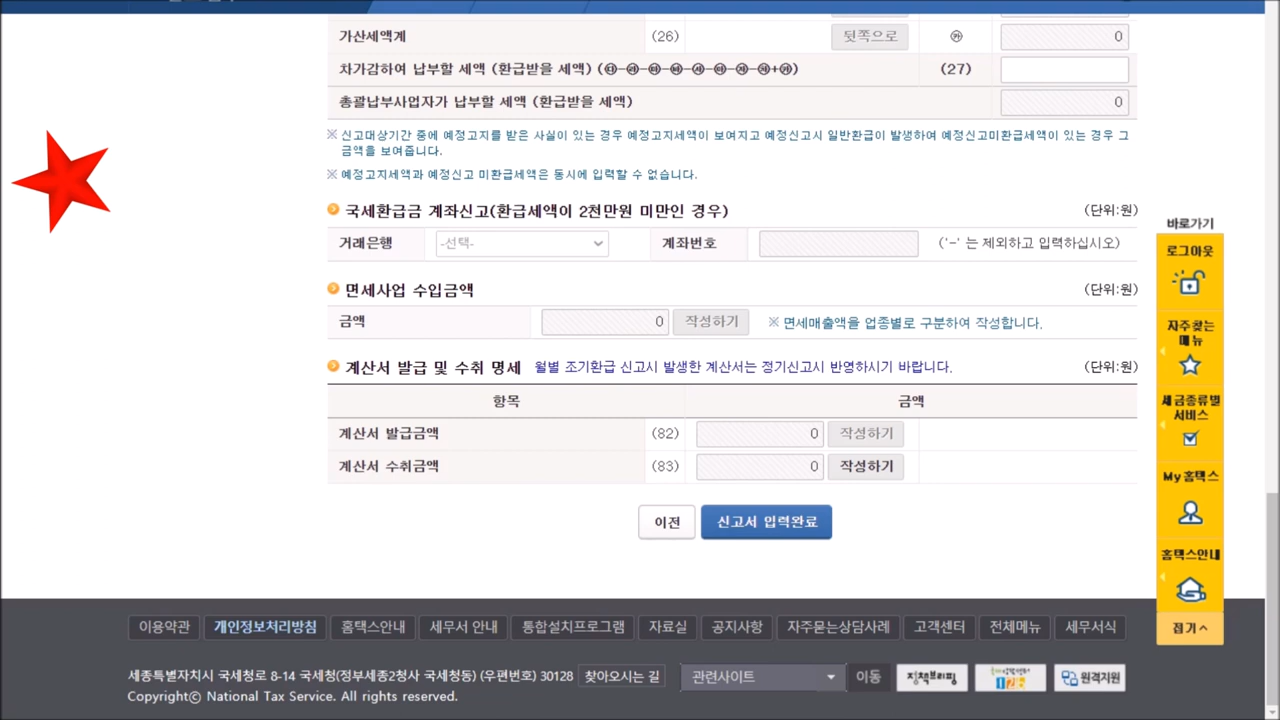 가산세액계 (26) 뒷쪽으로 ㉮ 0
차가감하여 납부할 세액 (환급받을 세액) (27)
총괄납부사업자가 납부할 세액 (환급받을 세액) 0
※ 신고대상기간 중에 예정고지를 받은 사실이 있는 경우 예정고지세액이 보여지고 예정신고시 일반환급이 발생하여 예정신고미환급세액이 있는 경우 그
금액을 보여줍니다.
※ 예정고지세액과 예정신고 미환급세액은 동시에 입력할 수 없습니다.
국세환급금 계좌신고(환급세액이 2천만원 미만인 경우) (단위:원)
거래은행 -선택- 계좌번호 ('-' 는 제외하고 입력하십시오)
면세사업 수입금액 (단위:원)
금액 0 작성하기 ※ 면세매출액을 업종별로 구분하여 작성합니다.
계산서 발급 및 수취 명세 월별 조기환급 신고시 발생한 계산서는 정기신고시 반영하시기 바랍니다. (단위:원)
항목 금액
계산서 발급금액 (82) 0 작성하기
계산서 수취금액 (83) 0 작성하기
이전 신고서 입력완료
바로가기
로그아웃
자주찾는
메뉴
세금종류별
서비스
My홈택스
홈택스안내
접기^
이용약관 개인정보처리방침 홈택스안내 세무서 안내 통합설치프로그램 자료실 공지사항 자주묻는상담사례 고객센터 전체메뉴 세무서식
세종특별자치시 국세청로 8-14 국세청(정부세종2청사 국세청동) (우편번호) 30128 찾아오시는 길 관련사이트 이동 정책브리핑 원격지원
Copyrightⓒ National Tax Service. All rights reserved.